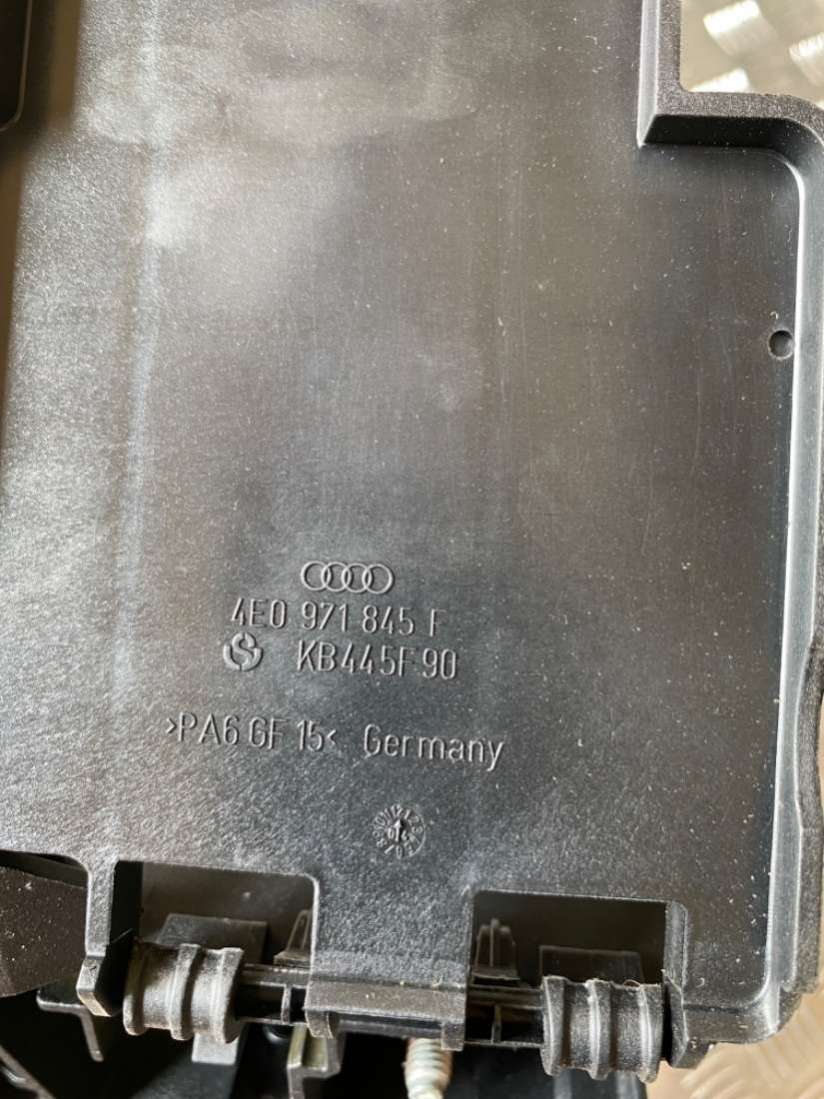 4E0 971 845 F
KB445F90
>PA6 GF 15< Germany